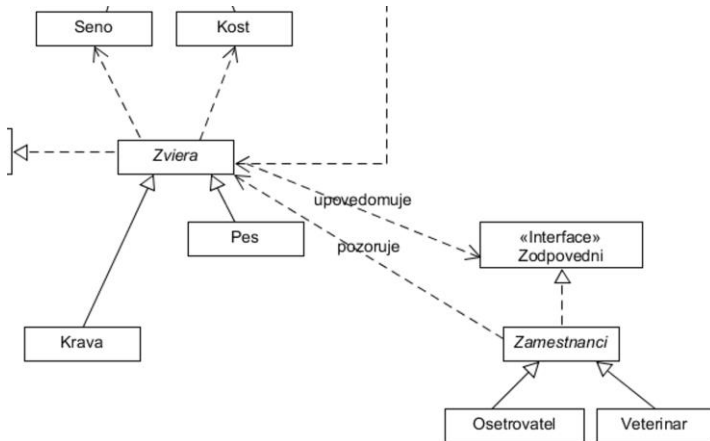 Seno
Kost
Zviera
upovedomuje
Pes
«Interface»
Zodpovedni
pozoruje
Krava
Zamestnanci
Osetrovatel
Veterinar